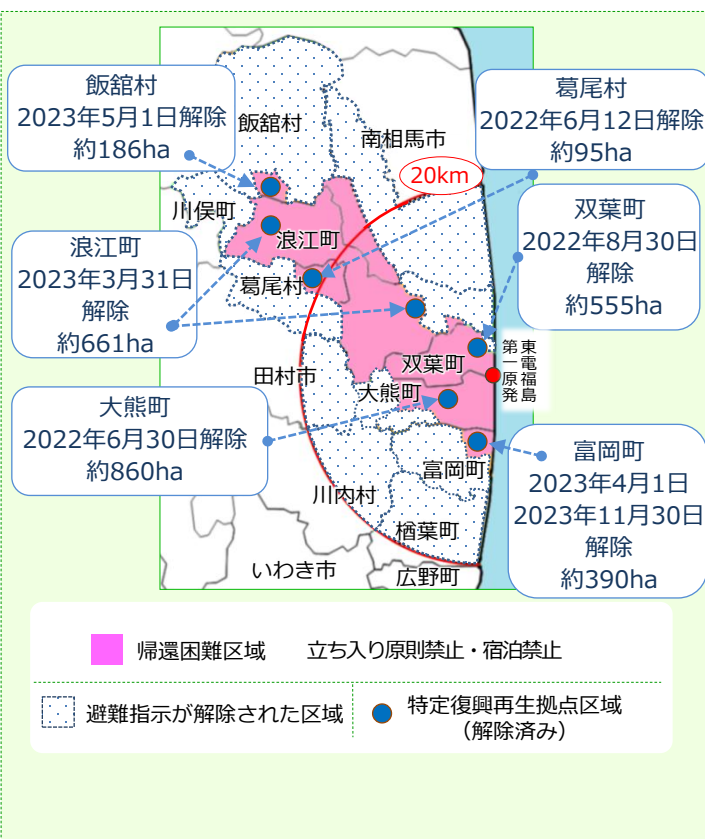 飯舘村
2023年5月1日解除
約186ha
葛尾村
2022年6月12日解除
約95ha
飯舘村
南相馬市
20km
川俣町
浪江町
双葉町
2022年8月30日
解除
約555ha
浪江町
2023年3月31日
解除
約661ha
葛尾村
東電福島
第一原発
双葉町
田村市
大熊町
大熊町
2022年6月30日解除
約860ha
富岡町
富岡町
2023年4月1日
2023年11月30日
解除
約390ha
川内村
楢葉町
いわき市
広野町
帰還困難区域 立ち入り原則禁止・宿泊禁止
避難指示が解除された区域
特定復興再生拠点区域
（解除済み）